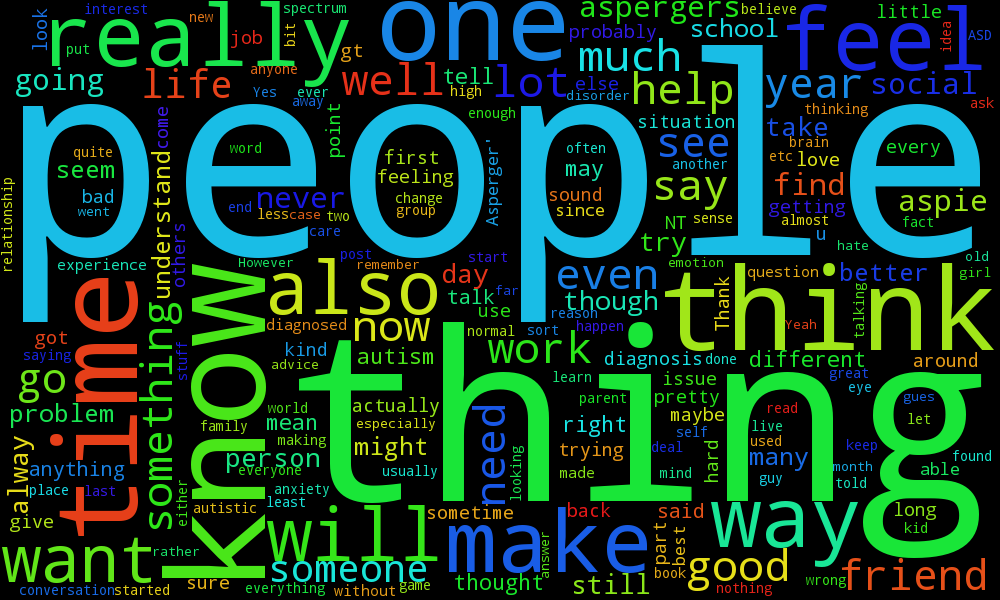 look
interest
new
spectrum
really
one
aspergers
believe
little
feel
idea
ASD
put
job
bit
gt
probably
school
much
going
life
anyone
Yes
ever
away
well
tell
high
lot
else
disorder
help
year
social
ask
enough
situation
thinking
people
come
point
see
take
brain
etc
love
every
quite
seem
bad
went
word
first
feeling
change
group
Asperger'
often
may
sound
since
another
say
find
getting
almost
aspie
fact
relationship
understand
others
never
end
less
case
two
care
NT
sense
try
u
hate
experience
However
post
remember
start
emotion
old
girl
time
something
know
also
day
talk
far
use
even
though
think
question
better
Thank
talking
diagnosed
now
normal
reason
sort
happen
Yeah
got
saying
stuff
kind
advice
autism
work
diagnosis
done
different
around
go
thing
learn
issue
great
eye
problem
family
world
mean
making
actually
especially
might
need
parent
pretty
maybe
read
gues
let
right
self
live
used
anything
person
everyone
usually
looking
trying
deal
hard
many
keep
alway
place
last
either
anxiety
least
made
mind
guy
month
told
able
found
give
autistic
sometime
back
said
way
long
kid
want
rather
will
someone
make
answer
part
best
book
good
friend
wrong
conversation
started
sure
everything
without
game
thought
still
nothing